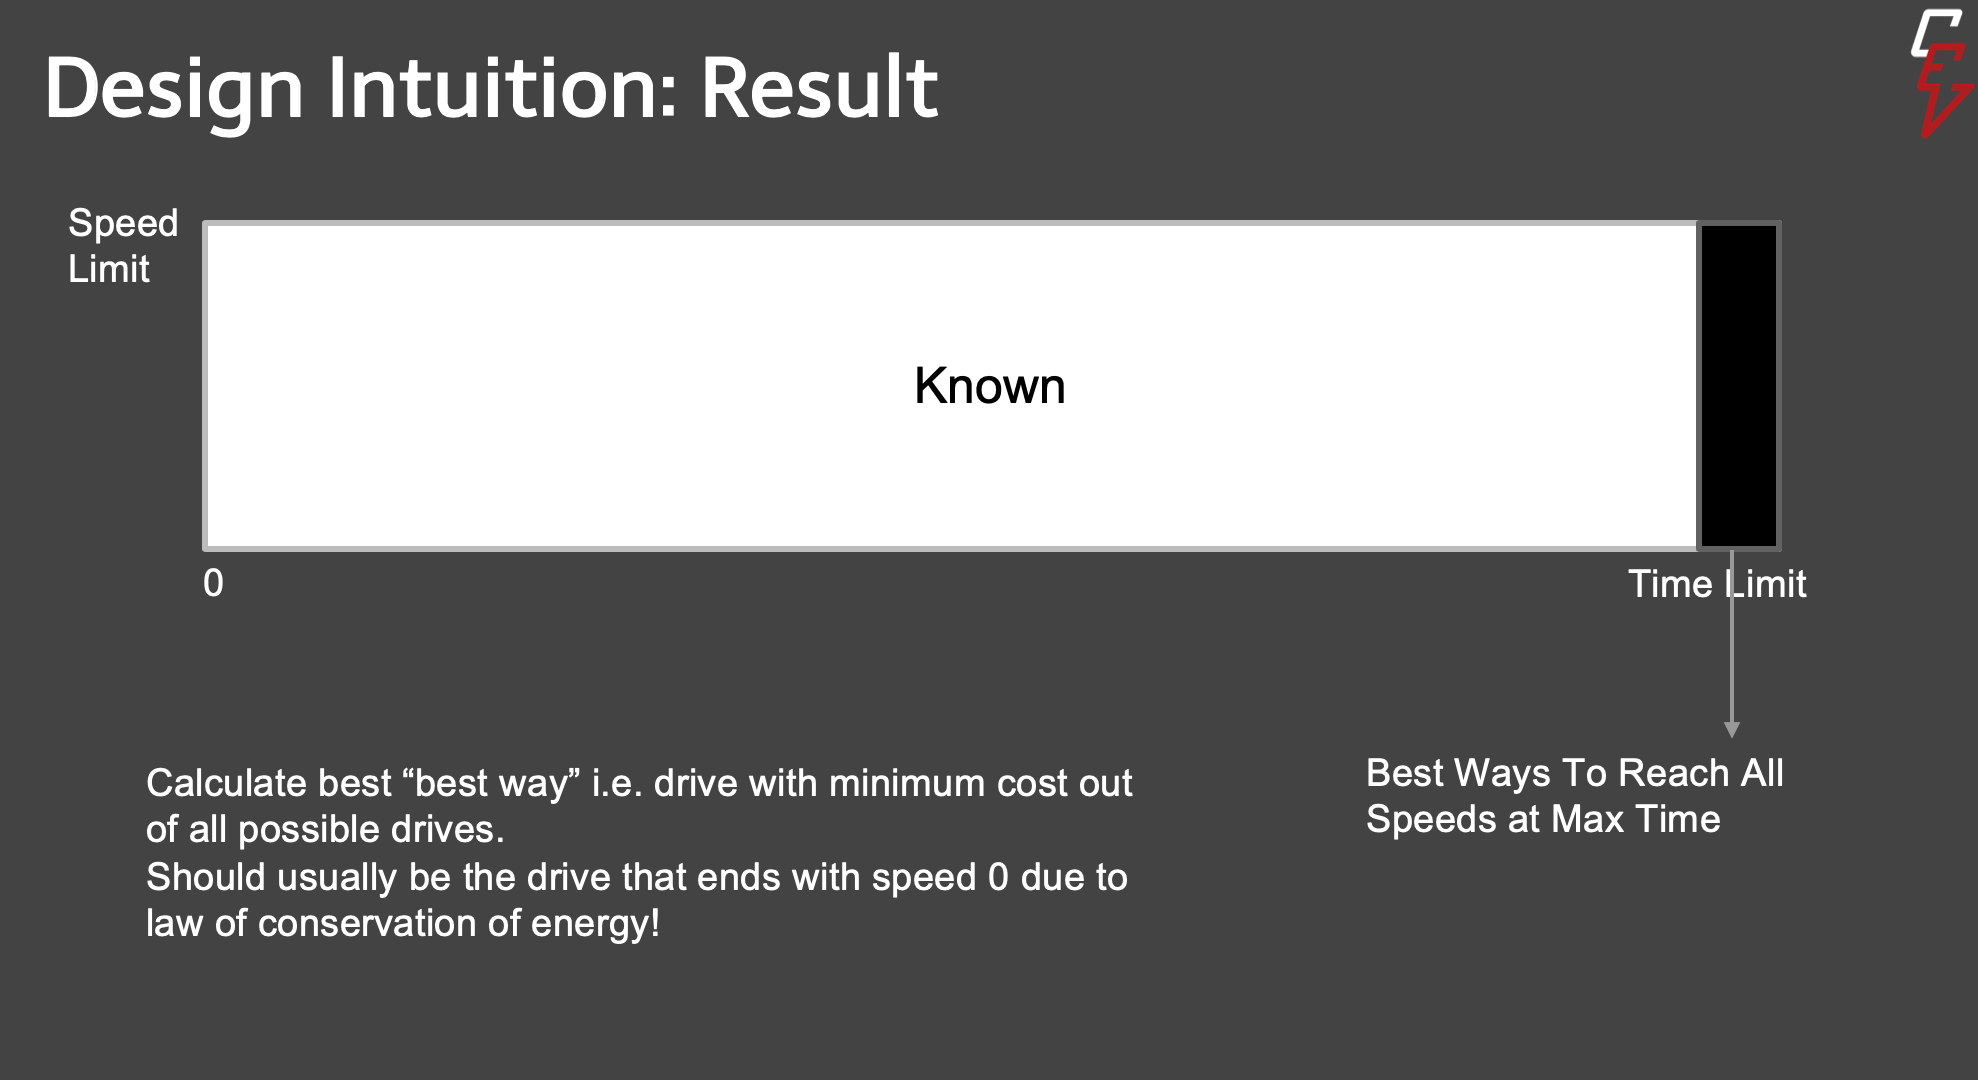 Design Intuition: Result
Speed
Limit
Known
0
Time Limit
Calculate best “best way” i.e. drive with minimum cost out
of all possible drives.
Should usually be the drive that ends with speed 0 due to
law of conservation of energy!
Best Ways To Reach All
Speeds at Max Time